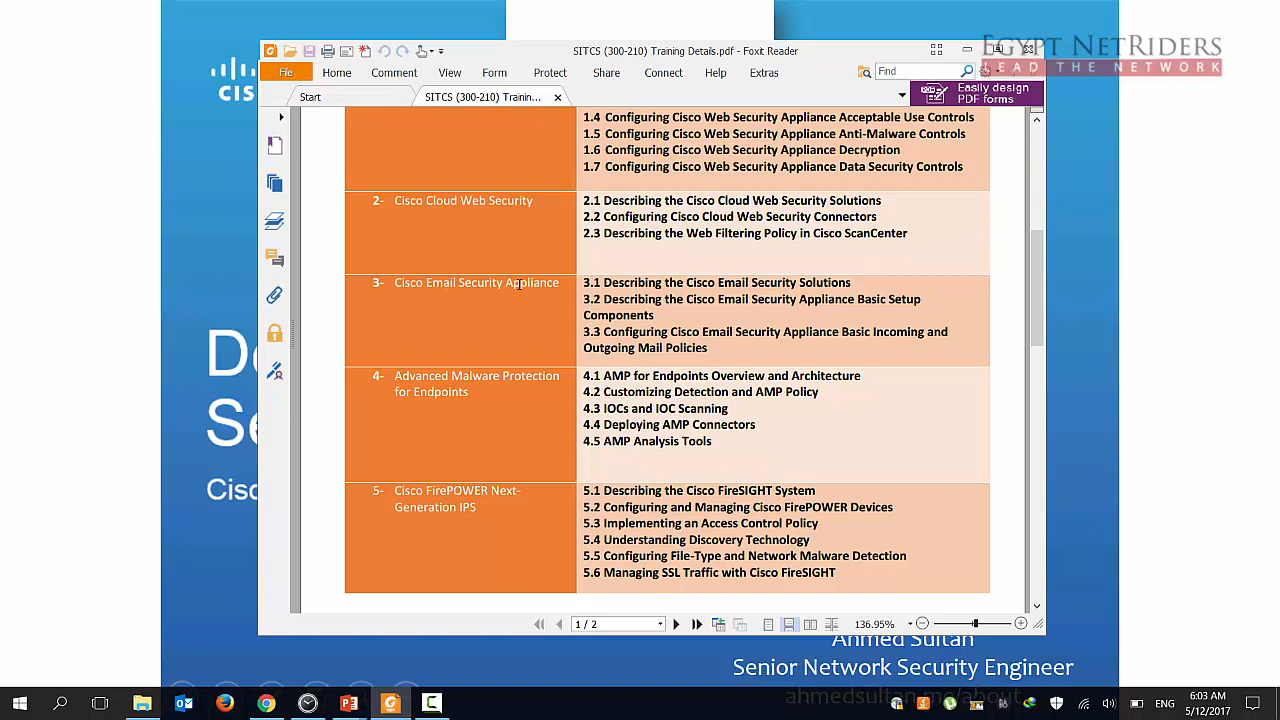 EGYPT NETRIDERS
LEAD THE NETWORK
CIS
SITCS (300-210) Training Details.pdf - Foxit Reader
File Home Comment View Form Protect Share Connect Help Extras Find
Start SITCS (300-210) Trainin...
Easily design
PDF forms
1.4 Configuring Cisco Web Security Appliance Acceptable Use Controls
1.5 Configuring Cisco Web Security Appliance Anti-Malware Controls
1.6 Configuring Cisco Web Security Appliance Decryption
1.7 Configuring Cisco Web Security Appliance Data Security Controls
2- Cisco Cloud Web Security
2.1 Describing the Cisco Cloud Web Security Solutions
2.2 Configuring Cisco Cloud Web Security Connectors
2.3 Describing the Web Filtering Policy in Cisco ScanCenter
3- Cisco Email Security Appliance
3.1 Describing the Cisco Email Security Solutions
3.2 Describing the Cisco Email Security Appliance Basic Setup
Components
3.3 Configuring Cisco Email Security Appliance Basic Incoming and
Outgoing Mail Policies
4- Advanced Malware Protection
for Endpoints
4.1 AMP for Endpoints Overview and Architecture
4.2 Customizing Detection and AMP Policy
4.3 IOCs and IOC Scanning
4.4 Deploying AMP Connectors
4.5 AMP Analysis Tools
5- Cisco FirePOWER Next-
Generation IPS
5.1 Describing the Cisco FireSIGHT System
5.2 Configuring and Managing Cisco FirePOWER Devices
5.3 Implementing an Access Control Policy
5.4 Understanding Discovery Technology
5.5 Configuring File-Type and Network Malware Detection
5.6 Managing SSL Traffic with Cisco FireSIGHT
Se
Cisc
1 / 2
136.95%
Ahmed Sultan
Senior Network Security Engineer
ahmedsultan.me/about
ENG
6:03 AM
5/12/2017